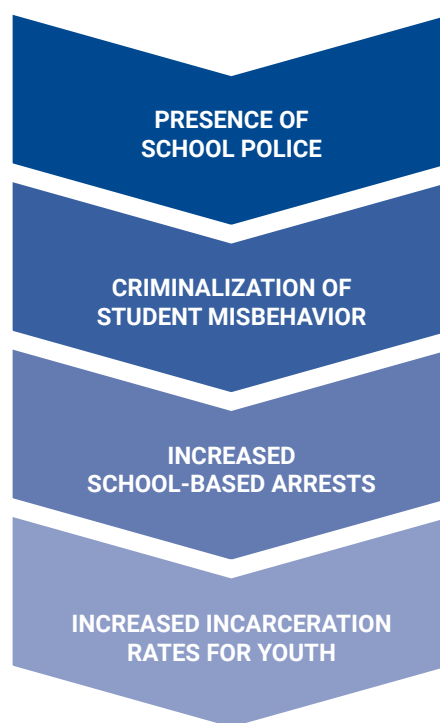 PRESENCE OF
SCHOOL POLICE
CRIMINALIZATION OF
STUDENT MISBEHAVIOR
INCREASED
SCHOOL-BASED ARRESTS
INCREASED INCARCERATION
RATES FOR YOUTH